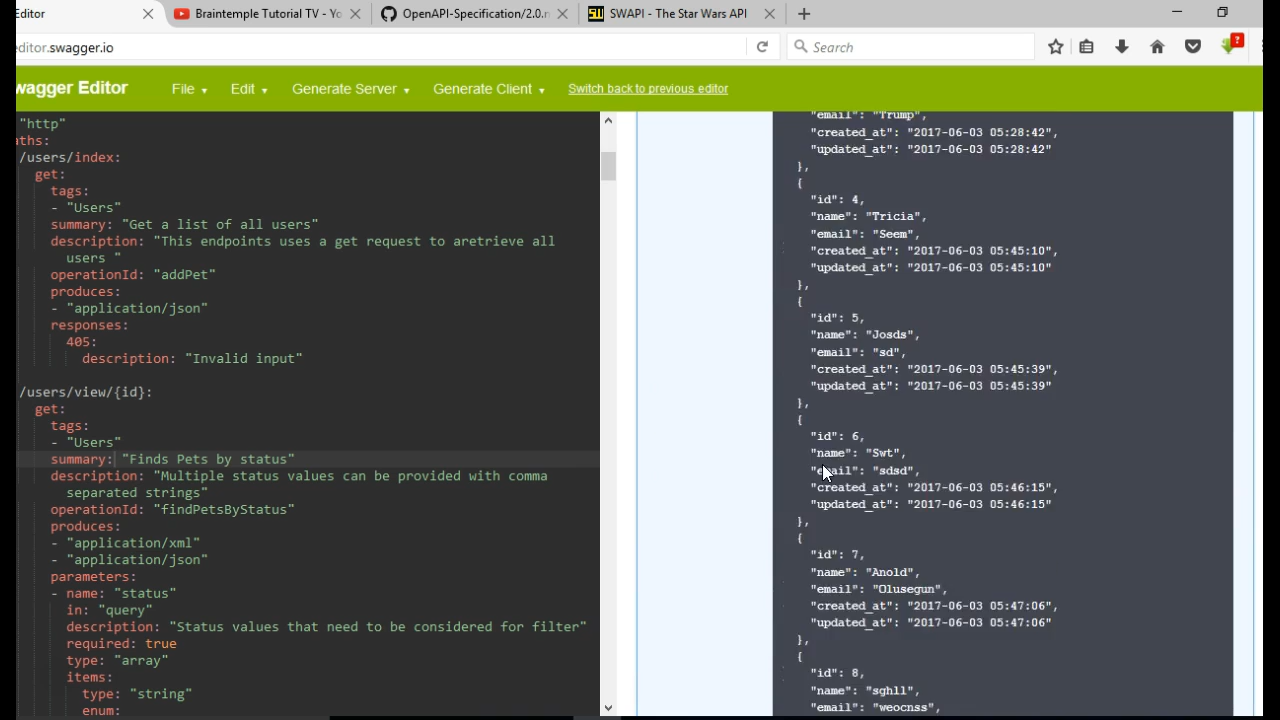 Editor
Braintemple Tutorial TV - Yo
OpenAPI-Specification/2.0.n
SW
SWAPI - The Star Wars API
editor.swagger.io
Search
?
wagger Editor
File
Edit
Generate Server
Generate Client
Switch back to previous editor
"http"
aths:
/users/index:
get:
tags:
- "Users"
summary: "Get a list of all users"
description: "This endpoints uses a get request to aretrieve all
users "
operationId: "addPet"
produces:
- "application/json"
responses:
405:
description: "Invalid input"
/users/view/{id}:
get:
tags:
- "Users"
summary: "Finds Pets by status"
description: "Multiple status values can be provided with comma
separated strings"
operationId: "findPetsByStatus"
produces:
- "application/xml"
- "application/json"
parameters:
- name: "status"
in: "query"
description: "Status values that need to be considered for filter"
required: true
type: "array"
items:
type: "string"
enum:
"email": "Trump",
"created_at": "2017-06-03 05:28:42",
"updated_at": "2017-06-03 05:28:42"
},
{
"id": 4,
"name": "Tricia",
"email": "Seem",
"created_at": "2017-06-03 05:45:10",
"updated_at": "2017-06-03 05:45:10"
},
{
"id": 5,
"name": "Josds",
"email": "sd",
"created_at": "2017-06-03 05:45:39",
"updated_at": "2017-06-03 05:45:39"
},
{
"id": 6,
"name": "Swt",
"email": "sdsd",
"created_at": "2017-06-03 05:46:15",
"updated_at": "2017-06-03 05:46:15"
},
{
"id": 7,
"name": "Anold",
"email": "Olusegun",
"created_at": "2017-06-03 05:47:06",
"updated_at": "2017-06-03 05:47:06"
},
{
"id": 8,
"name": "sghll",
"email": "weocnss",